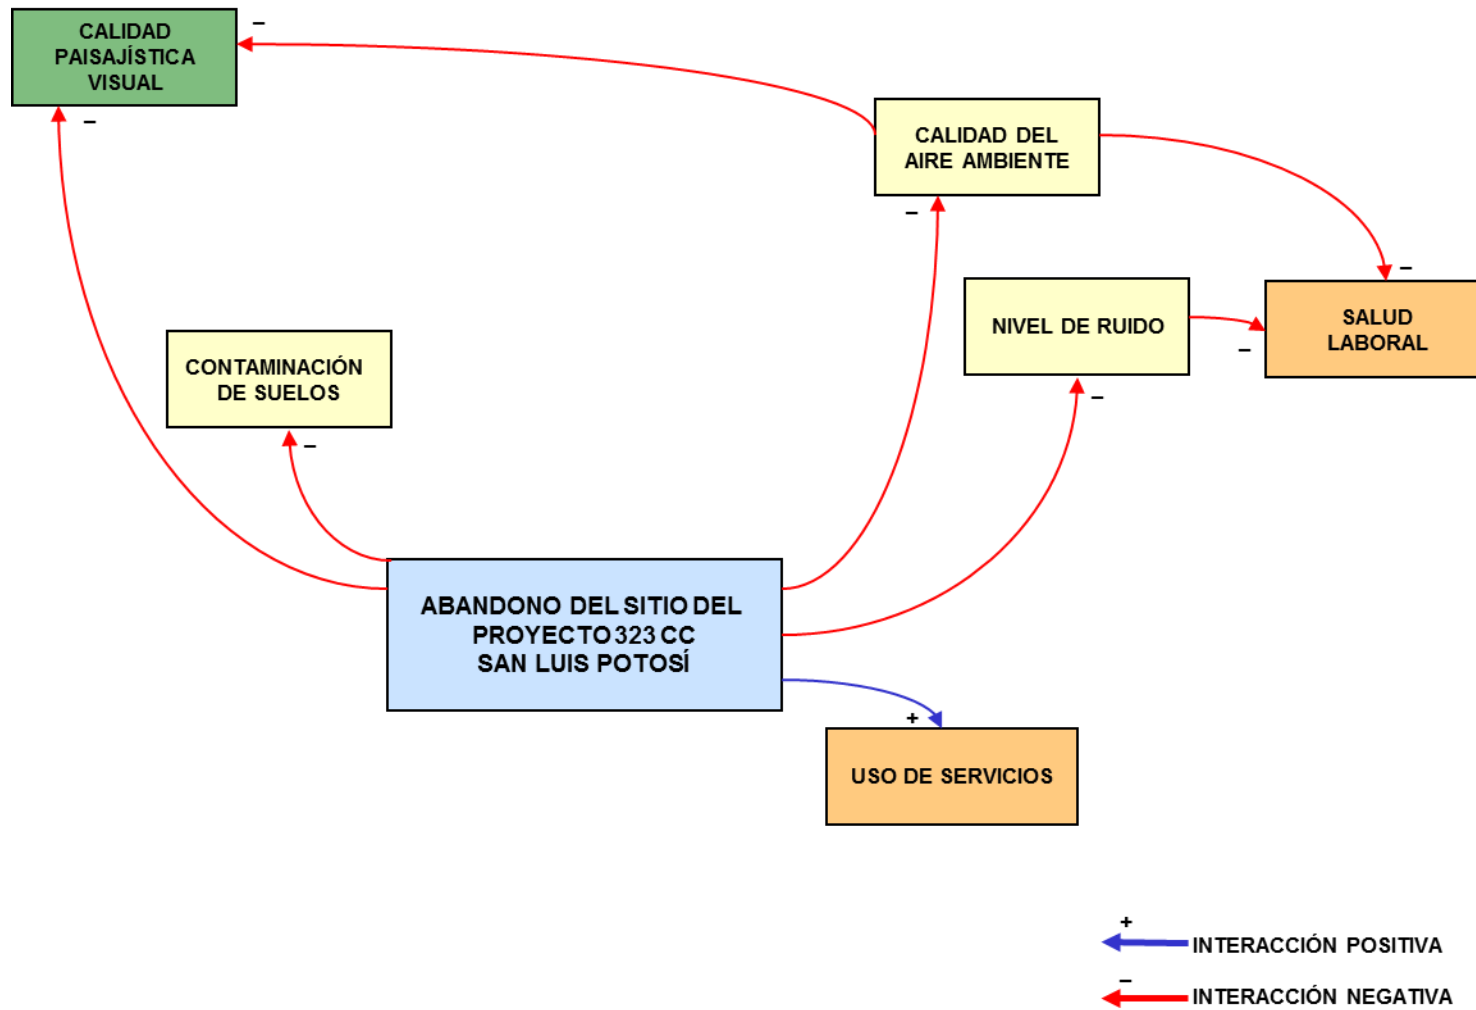 CALIDAD
PAISAJÍSTICA
VISUAL
–
–
CALIDAD DEL
AIRE AMBIENTE
–
–
NIVEL DE RUIDO
–
–
SALUD
LABORAL
CONTAMINACIÓN
DE SUELOS
–
ABANDONO DEL SITIO DEL
PROYECTO 323 CC
SAN LUIS POTOSÍ
+
USO DE SERVICIOS
+
INTERACCIÓN POSITIVA
–
INTERACCIÓN NEGATIVA